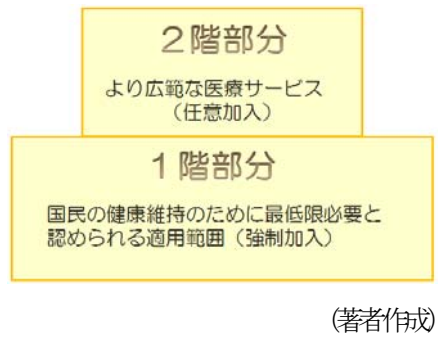 ２階部分
より広範な医療サービス
（任意加入）
１階部分
国民の健康維持のために最低限必要と
認められる適用範囲（強制加入）
(著者作成)